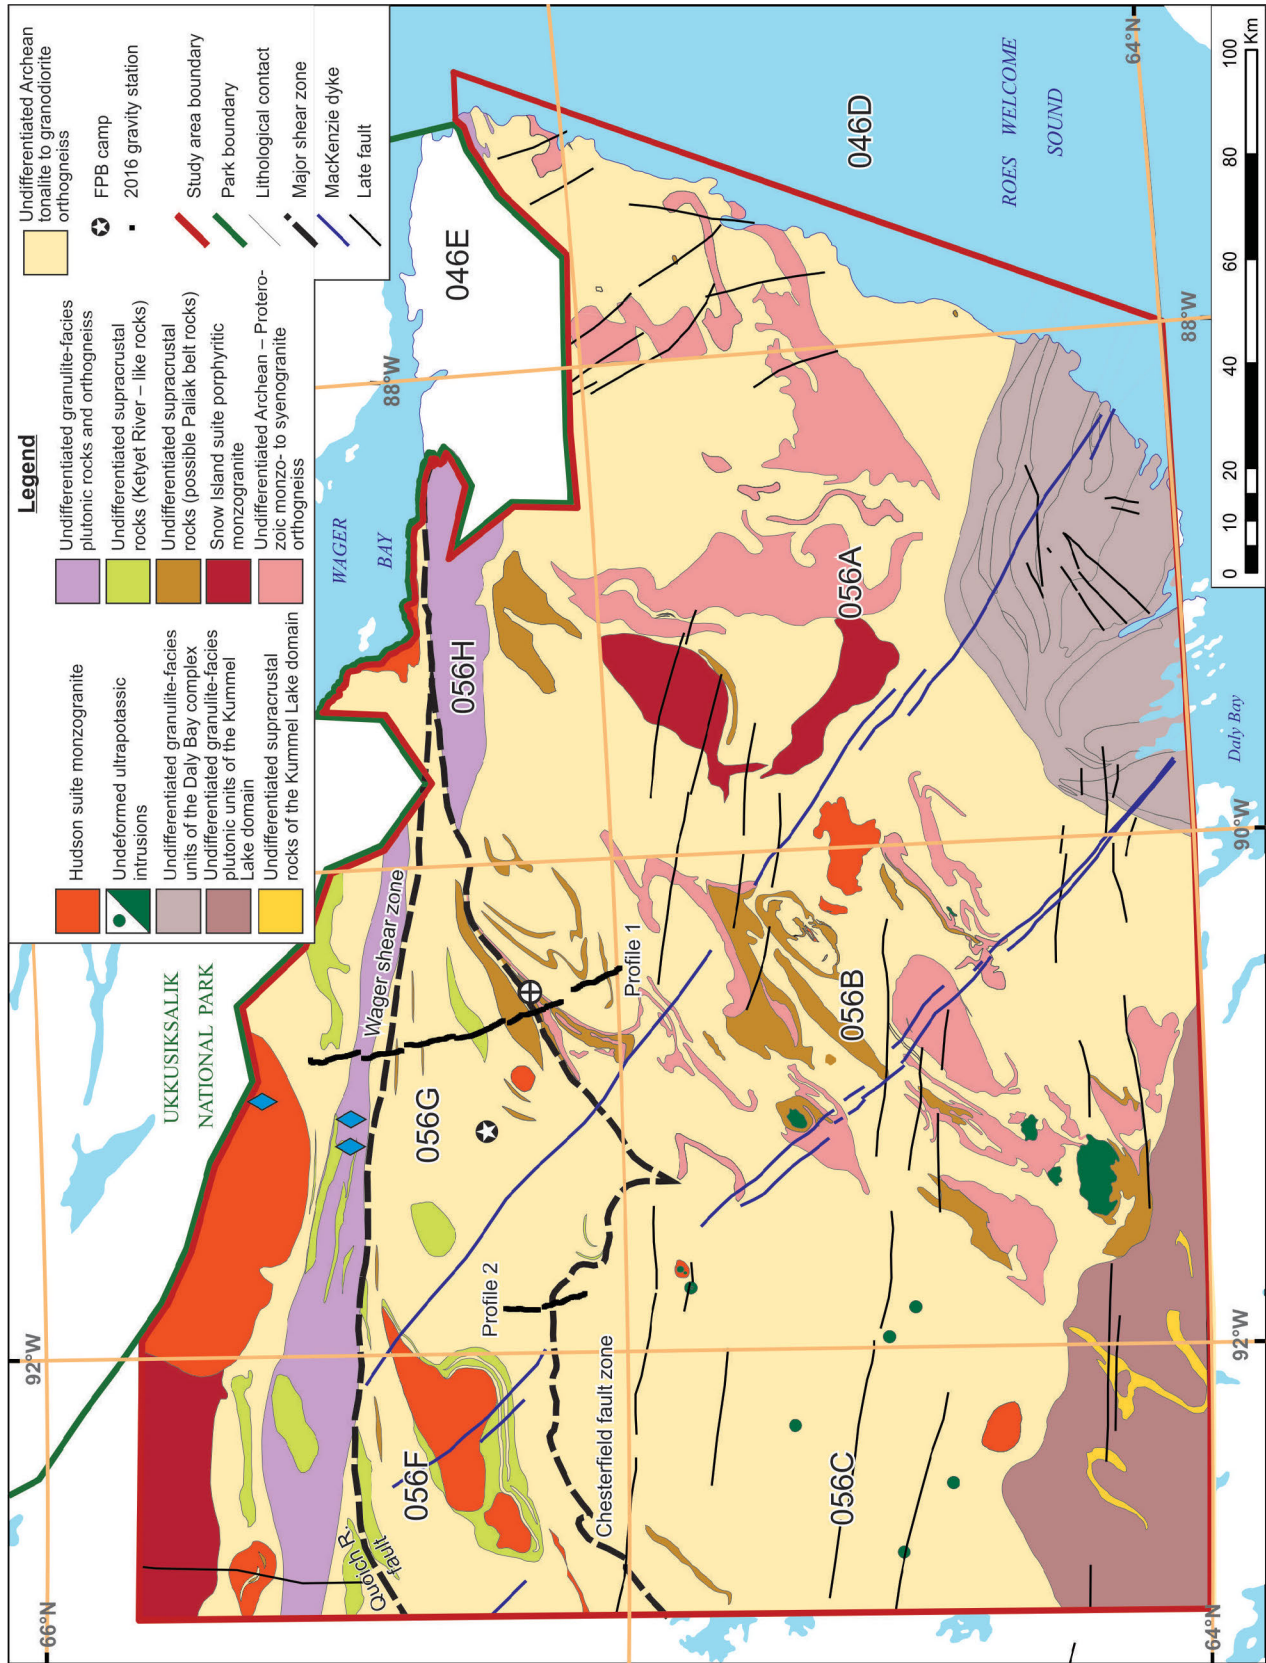 Legend
Hudson suite monzogranite
Undeformed ultrapotassic
intrusions
Undifferentiated granulite-facies
units of the Daly Bay complex
Undifferentiated granulite-facies
plutonic units of the Kummel
Lake domain
Undifferentiated supracrustal
rocks of the Kummel Lake domain
Undifferentiated granulite-facies
plutonic rocks and orthogneiss
Undifferentiated supracrustal
rocks (Ketyet River – like rocks)
Undifferentiated supracrustal
rocks (possible Paliak belt rocks)
Snow Island suite porphyritic
monzogranite
Undifferentiated Archean – Protero-
zoic monzo- to syenogranite
orthogneiss
Undifferentiated Archean
tonalite to granodiorite
orthogneiss
FPB camp
2016 gravity station
Study area boundary
Park boundary
Lithological contact
Major shear zone
MacKenzie dyke
Late fault
66°N
92°W
UKKUSIKSALIK
NATIONAL PARK
WAGER
BAY
88°W
046E
Wager shear zone
056H
056G
Profile 1
Profile 2
056F
Quoich R.
fault
Chesterfield fault zone
056B
056A
056C
046D
ROES WELCOME
SOUND
64°N
64°N
92°W
90°W
Daly Bay
88°W
0 10 20 40 60 80 100
Km